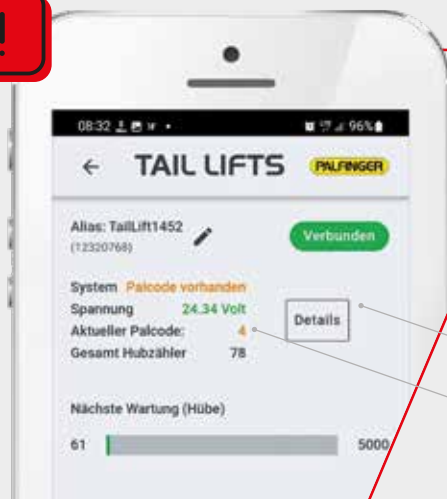 !
08:32
96%
← TAIL LIFTS PALFINGER
Alias: TailLift1452
(12320768)
Verbunden
System Palcode vorhanden
Spannung 24.34 Volt
Aktueller Palcode: 4
Gesamt Hubzähler 78
Details
Nächste Wartung (Hübe)
61 5000